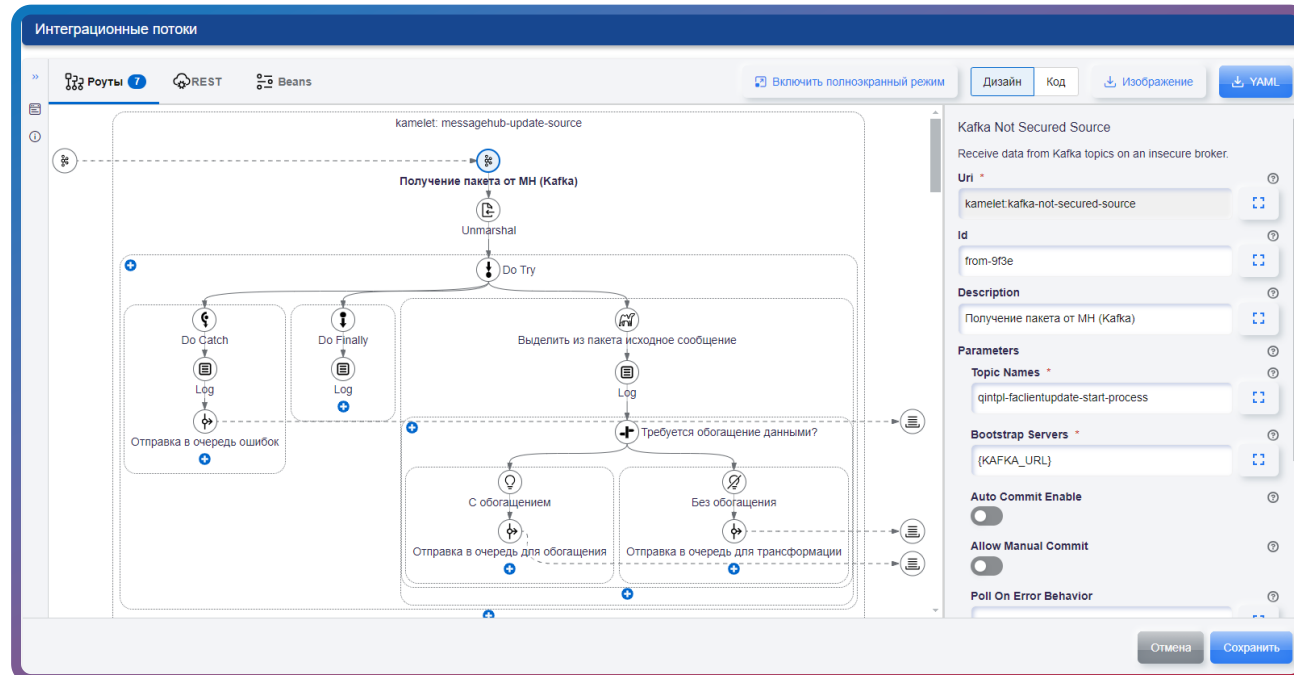 Интеграционные потоки
Роуты 7
REST
Beans
Включить полноэкранный режим
Дизайн
Код
Изображение
YAML
kamelet: messagehub-update-source
Получение пакета от МН (Kafka)
Unmarshal
Do Try
Do Catch
Do Finally
Выделить из пакета исходное сообщение
Log
Log
Log
Отправка в очередь ошибок
Требуется обогащение данными?
С обогащением
Без обогащения
Отправка в очередь для обогащения
Отправка в очередь для трансформации
Kafka Not Secured Source
Receive data from Kafka topics on an insecure broker.
Uri *
kamelet:kafka-not-secured-source
Id
from-9f3e
Description
Получение пакета от МН (Kafka)
Parameters
Topic Names *
qintpl-faclientupdate-start-process
Bootstrap Servers *
{KAFKA_URL}
Auto Commit Enable
Allow Manual Commit
Poll On Error Behavior
Отмена
Сохранить